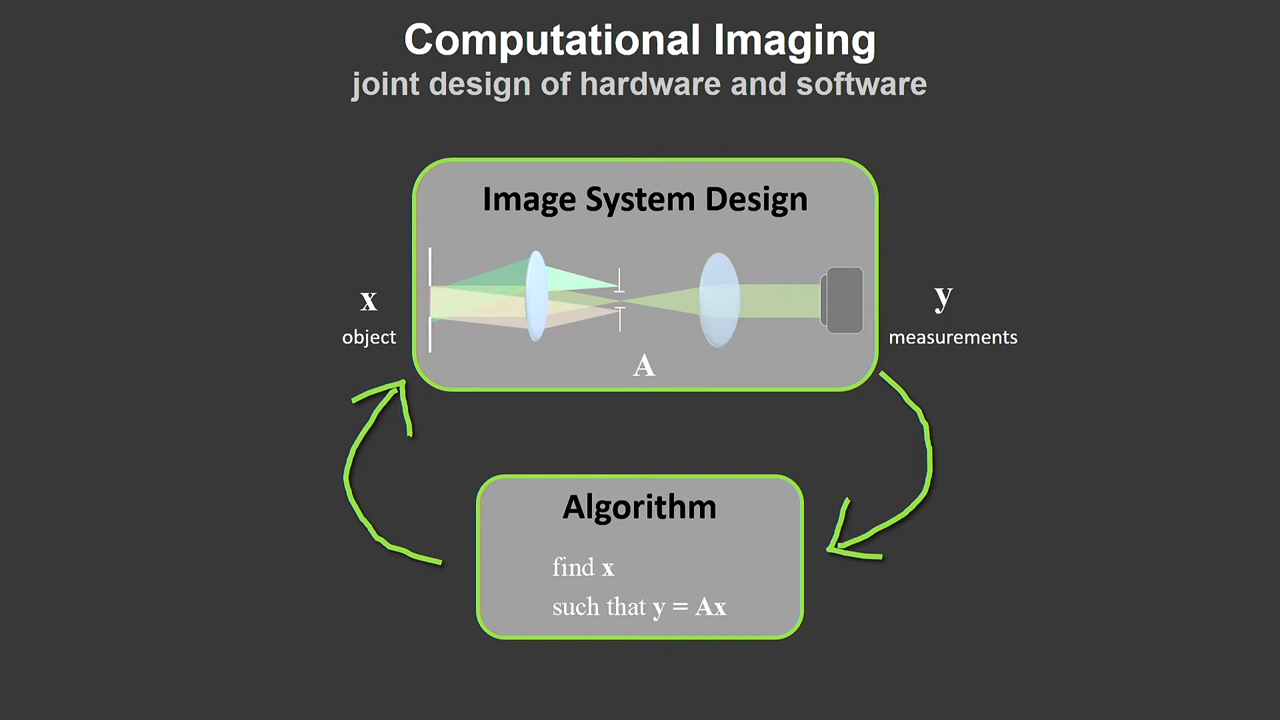 Computational Imaging
joint design of hardware and software
Image System Design
x
object
A
y
measurements
Algorithm
find x
such that y = Ax